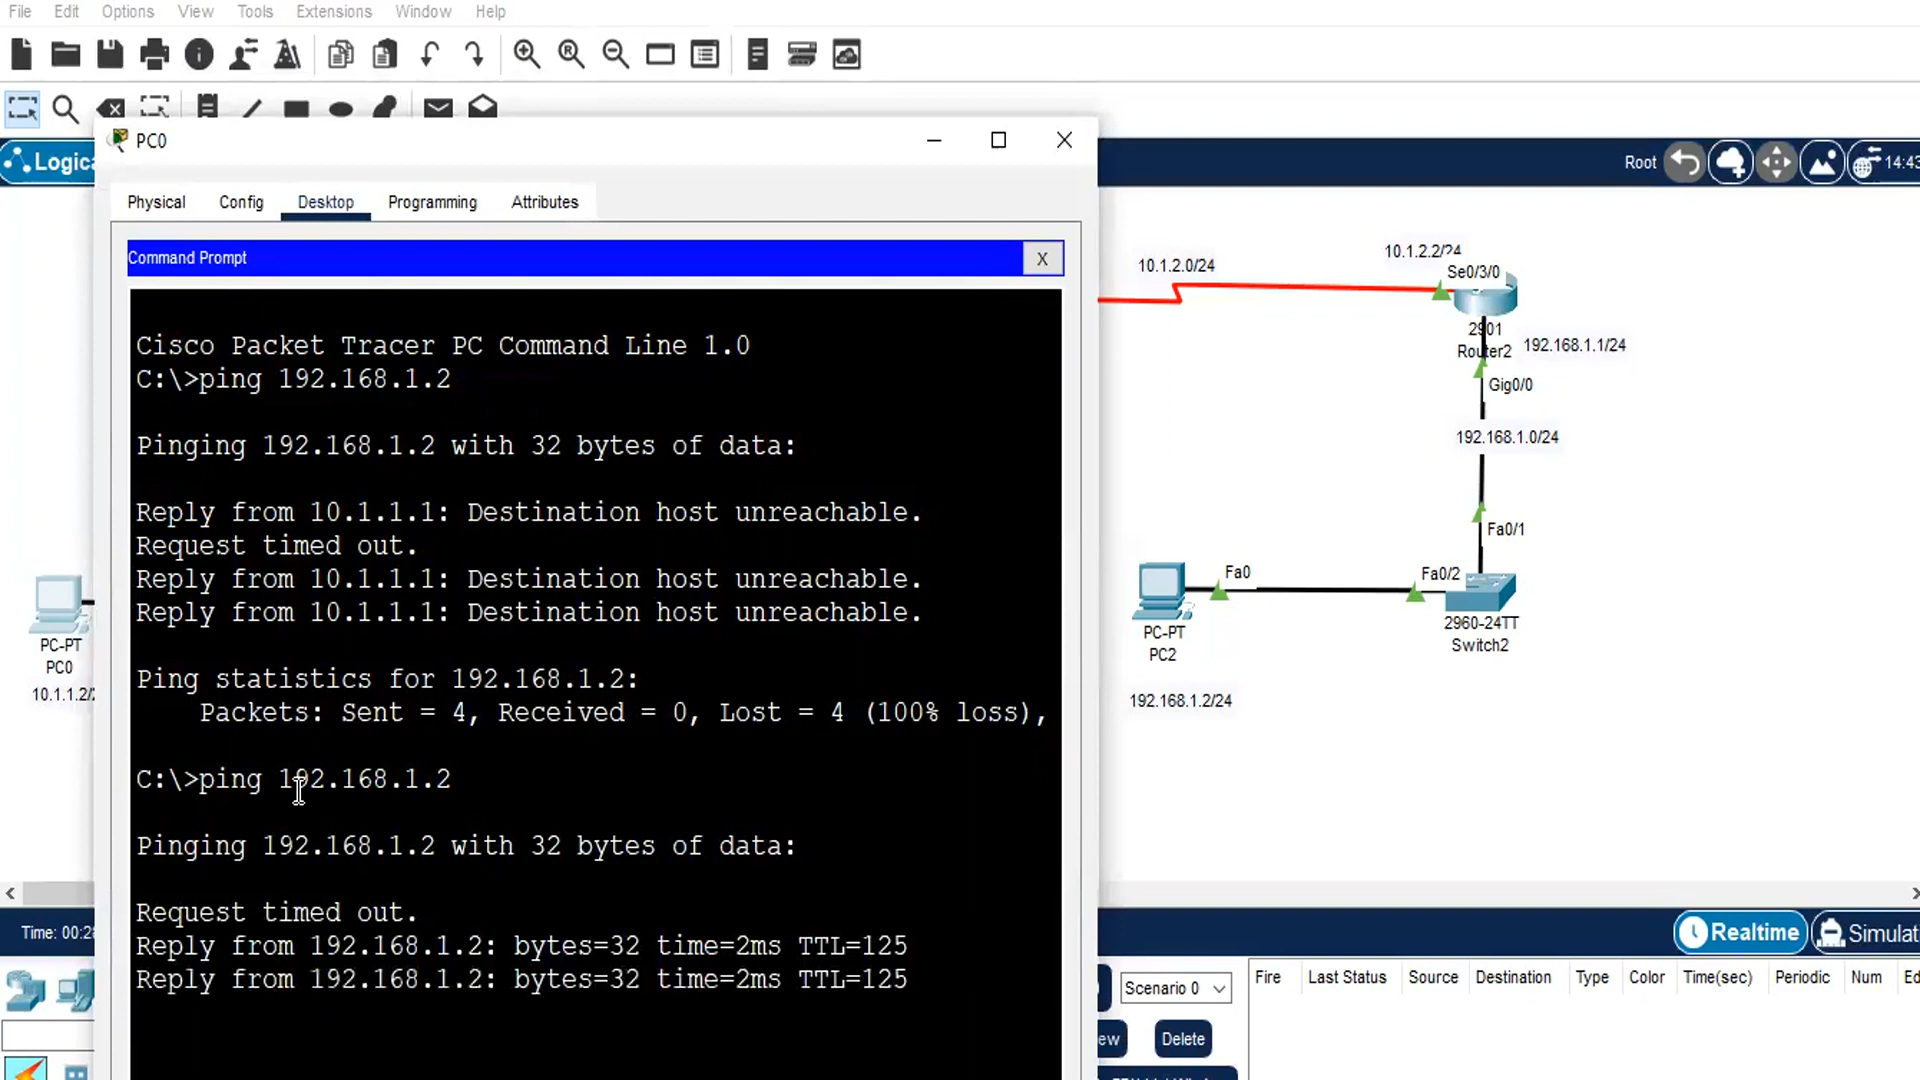 File Edit Options View Tools Extensions Window Help
PC0
Root
14:43
Physical Config Desktop Programming Attributes
Command Prompt
X
Cisco Packet Tracer PC Command Line 1.0
C:\>ping 192.168.1.2
Pinging 192.168.1.2 with 32 bytes of data:
Reply from 10.1.1.1: Destination host unreachable.
Request timed out.
Reply from 10.1.1.1: Destination host unreachable.
Reply from 10.1.1.1: Destination host unreachable.
Ping statistics for 192.168.1.2:
Packets: Sent = 4, Received = 0, Lost = 4 (100% loss),
C:\>ping 192.168.1.2
Pinging 192.168.1.2 with 32 bytes of data:
Request timed out.
Reply from 192.168.1.2: bytes=32 time=2ms TTL=125
Reply from 192.168.1.2: bytes=32 time=2ms TTL=125
PC-PT
PC0
10.1.1.2/
10.1.2.0/24
10.1.2.2/24
Se0/3/0
2901
Router2
192.168.1.1/24
Gig0/0
192.168.1.0/24
Fa0/1
Fa0
Fa0/2
PC-PT
PC2
192.168.1.2/24
2960-24TT
Switch2
Realtime
Scenario 0
Fire Last Status Source Destination Type Color Time(sec) Periodic Num
Delete